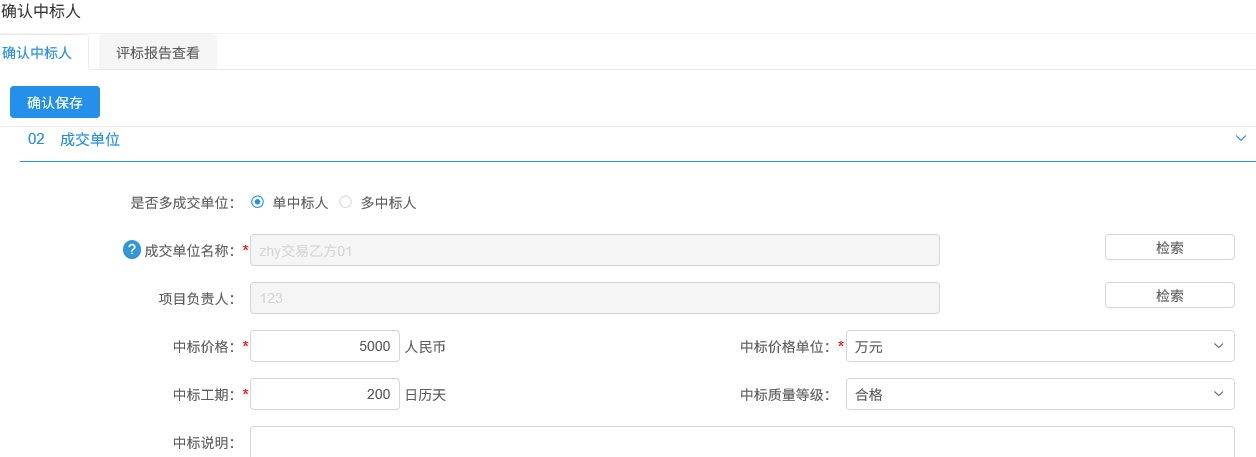 确认中标人
确认中标人 评标报告查看
确认保存
02 成交单位
是否多成交单位： 单中标人 多中标人
? 成交单位名称：* zhy交易乙方01 检索
项目负责人： 123 检索
中标价格：* 5000 人民币 中标价格单位：* 万元
中标工期：* 200 日历天 中标质量等级： 合格
中标说明：